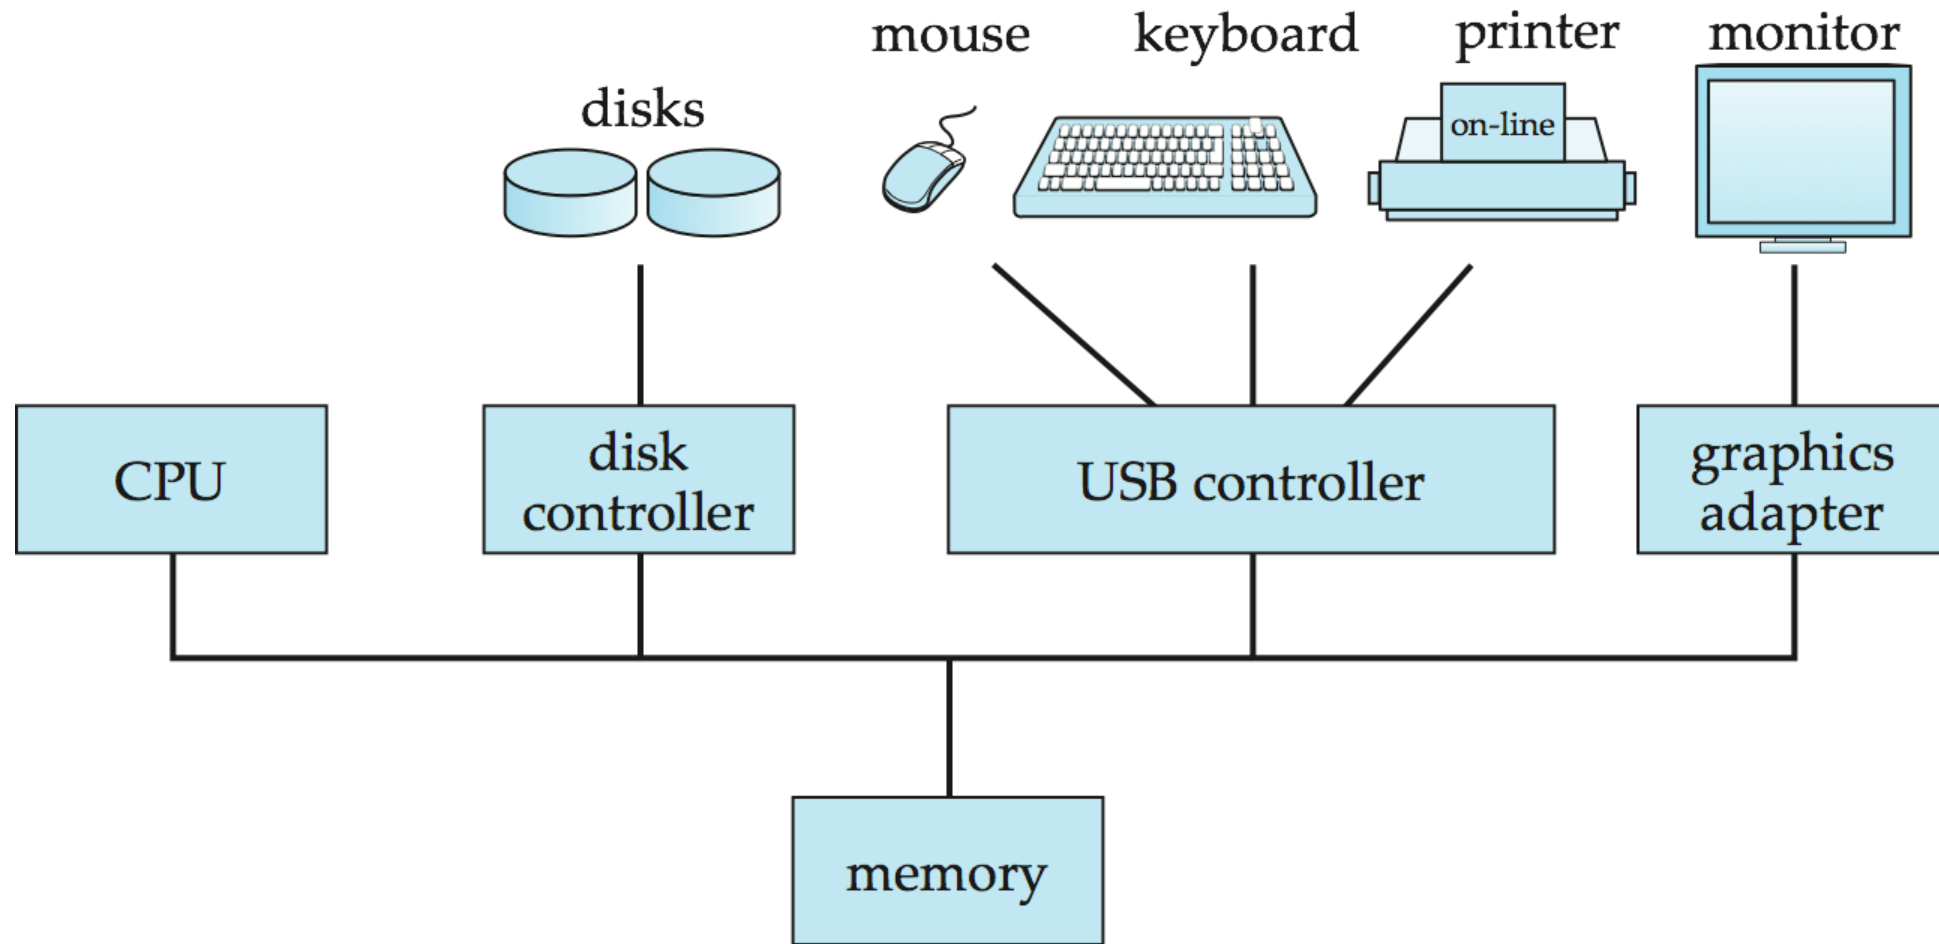 mouse
keyboard
printer
monitor
disks
on-line
CPU
disk
controller
USB controller
graphics
adapter
memory